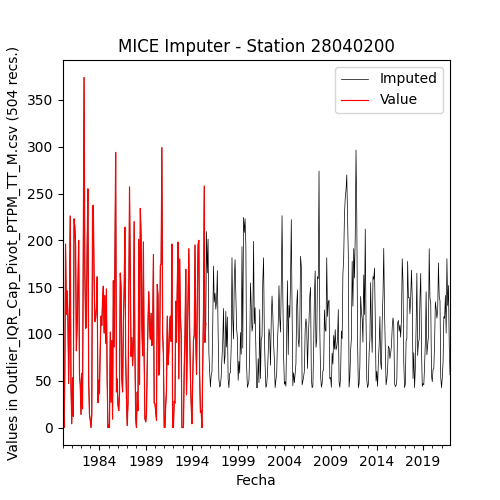 MICE Imputer - Station 28040200
Imputed
Value
Values in Outlier_IQR_Cap_Pivot_PTPM_TT_M.csv (504 recs.)
350
300
250
200
150
100
50
0
1984 1989 1994 1999 2004 2009 2014 2019
Fecha